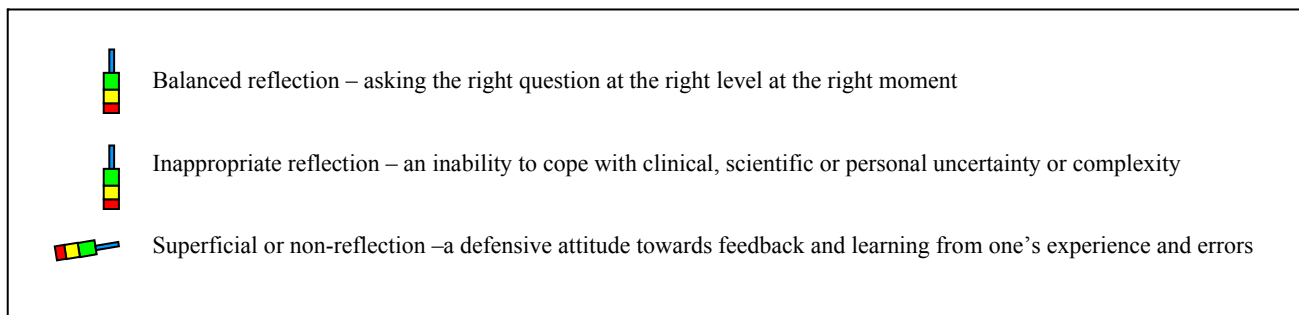 Balanced reflection – asking the right question at the right level at the right moment
Inappropriate reflection – an inability to cope with clinical, scientific or personal uncertainty or complexity
Superficial or non-reflection –a defensive attitude towards feedback and learning from one’s experience and errors